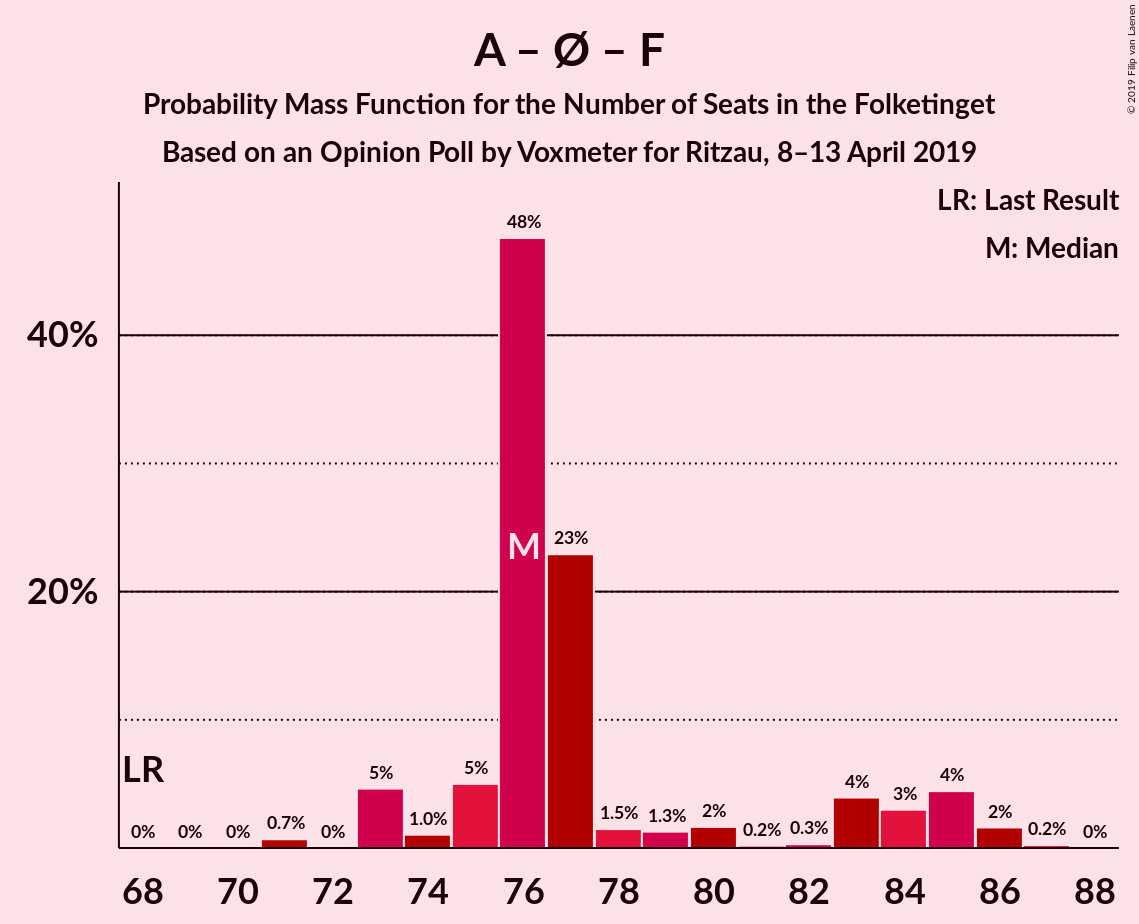 A – Ø – F
Probability Mass Function for the Number of Seats in the Folketinget
Based on an Opinion Poll by Voxmeter for Ritzau, 8–13 April 2019
© 2019 Filip van Laenen
LR: Last Result
M: Median
48%
40%
23%
M
20%
LR
0%
0%
0%
0.7%
0%
5%
1.0%
5%
1.5%
1.3%
2%
0.2%
0.3%
4%
3%
4%
2%
0.2%
0%
68 70 72 74 76 78 80 82 84 86 88